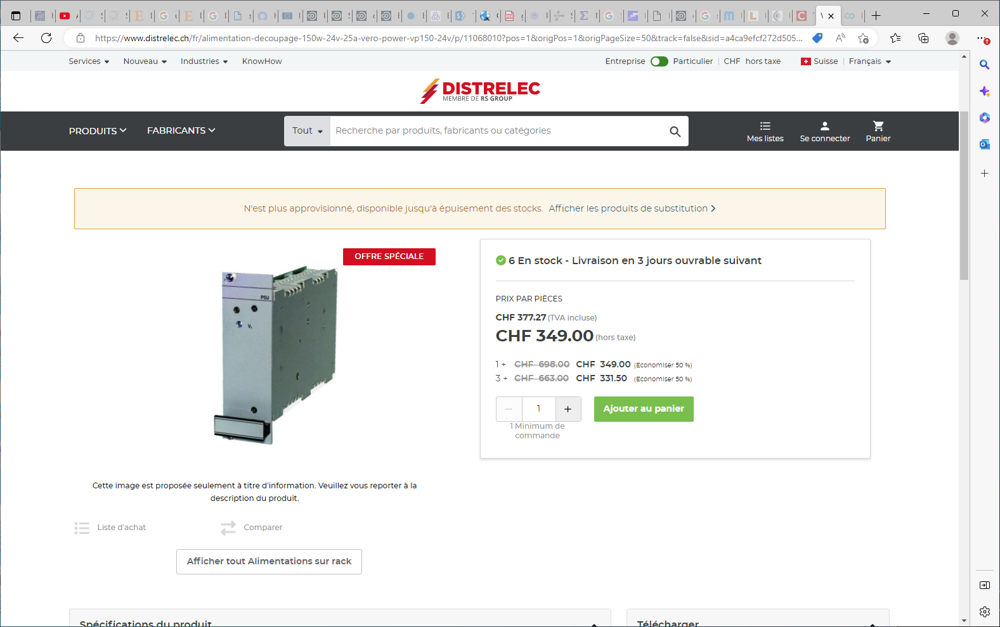 https://www.distrelec.ch/fr/alimentation-decoupage-150w-24v-25a-vero-power-vp150-24v/p/11068010?pos=1&origPos=1&origPageSize=50&track=false&sid=a4ca9efcf272d505...
Services Nouveau Industries KnowHow
Entreprise Particulier CHF hors taxe Suisse Français
DISTRELEC
MEMBRE DE RS GROUP
PRODUITS FABRICANTS
Tout Recherche par produits, fabricants ou catégories
Mes listes Se connecter Panier
N'est plus approvisionné, disponible jusqu'à épuisement des stocks. Afficher les produits de substitution
OFFRE SPÉCIALE
PSU
V₁
6 En stock - Livraison en 3 jours ouvrable suivant
PRIX PAR PIÈCES
CHF 377.27 (TVA incluse)
CHF 349.00 (hors taxe)
1 + CHF 698.00 CHF 349.00 (Economiser 50 %)
3 + CHF 663.00 CHF 331.50 (Economiser 50 %)
− 1 + Ajouter au panier
1 Minimum de
commande
Cette image est proposée seulement à titre d'information. Veuillez vous reporter à la
description du produit.
Liste d'achat Comparer
Afficher tout Alimentations sur rack
Spécifications du produit
Télécharger